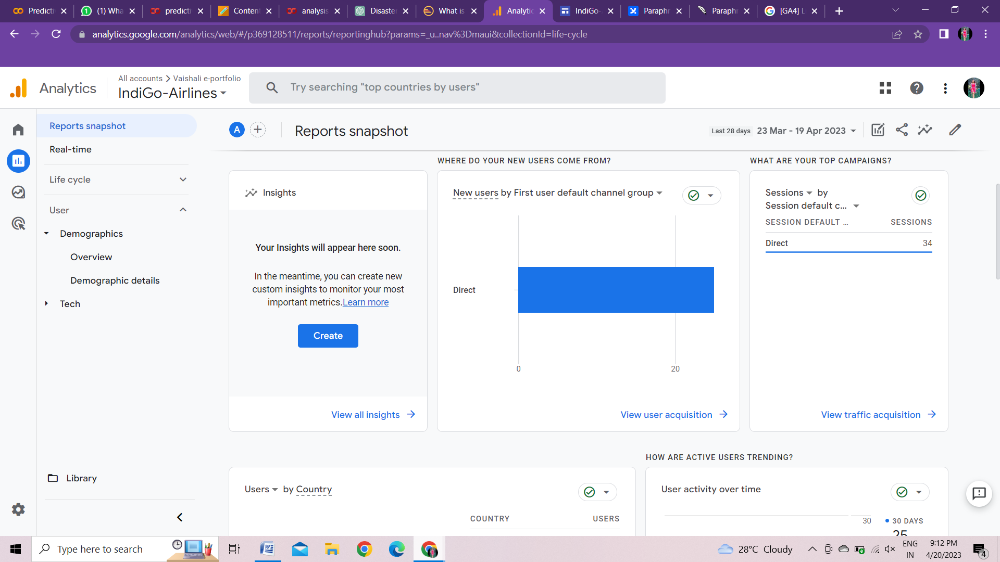 Predicti
(1) Wha
predicti
Content
analysis
Disaster
What is
Analytic
IndiGo-
Paraphr
Paraphr
[GA4] Li
analytics.google.com/analytics/web/#/p369128511/reports/reportinghub?params=_u..nav%3Dmaui&collectionId=life-cycle
Analytics
All accounts > Vaishali e-portfolio
IndiGo-Airlines
Try searching "top countries by users"
Reports snapshot
Real-time
Life cycle
User
Demographics
Overview
Demographic details
Tech
Library
A
Reports snapshot
Last 28 days 23 Mar - 19 Apr 2023
Insights
Your Insights will appear here soon.
In the meantime, you can create new
custom insights to monitor your most
important metrics.Learn more
Create
View all insights
WHERE DO YOUR NEW USERS COME FROM?
New users by First user default channel group
Direct
0 20
View user acquisition
WHAT ARE YOUR TOP CAMPAIGNS?
Sessions by
Session default c...
SESSION DEFAULT ... SESSIONS
Direct 34
View traffic acquisition
Users by Country
COUNTRY USERS
HOW ARE ACTIVE USERS TRENDING?
User activity over time
30
30 DAYS
25
Type here to search
28°C Cloudy
ENG
IN
9:12 PM
4/20/2023
4